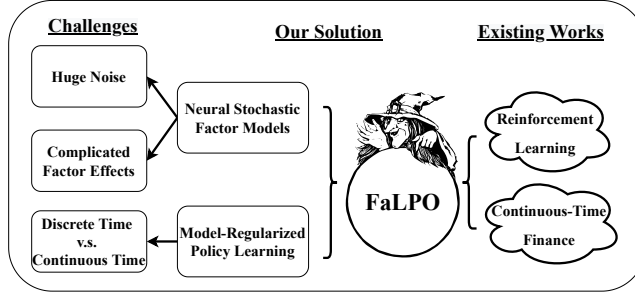 Challenges
Our Solution
Existing Works
Huge Noise
Complicated
Factor Effects
Discrete Time
v.s.
Continuous Time
Neural Stochastic
Factor Models
Model-Regularized
Policy Learning
FaLPO
Reinforcement
Learning
Continuous-Time
Finance